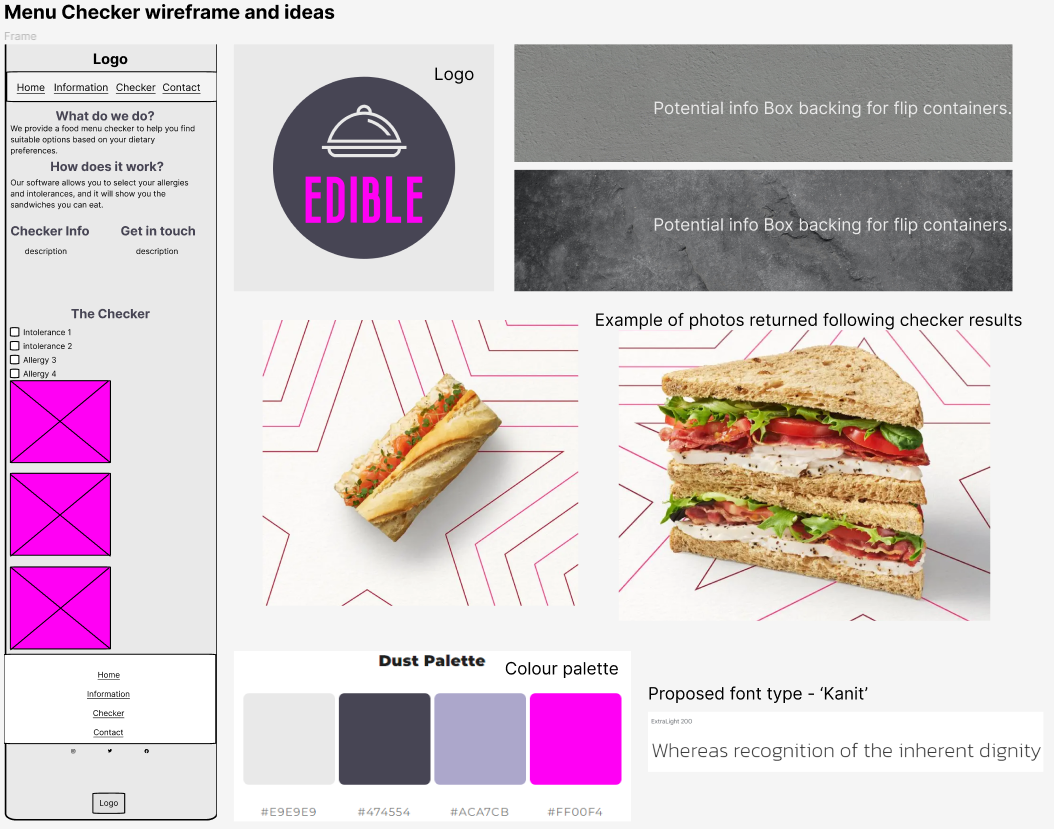 Menu Checker wireframe and ideas
Frame
Logo
Home Information Checker Contact
What do we do?
We provide a food menu checker to help you find
suitable options based on your dietary
preferences.
How does it work?
Our software allows you to select your allergies
and intolerances, and it will show you the
sandwiches you can eat.
Checker Info Get in touch
description description
The Checker
Intolerance 1
intolerance 2
Allergy 3
Allergy 4
Home
Information
Checker
Contact
Logo
Logo
EDIBLE
Potential info Box backing for flip containers.
Potential info Box backing for flip containers.
Example of photos returned following checker results
Dust Palette
Colour palette
#E9E9E9 #474554 #ACA7CB #FF00F4
Proposed font type - ‘Kanit’
ExtraLight 200
Whereas recognition of the inherent dignity